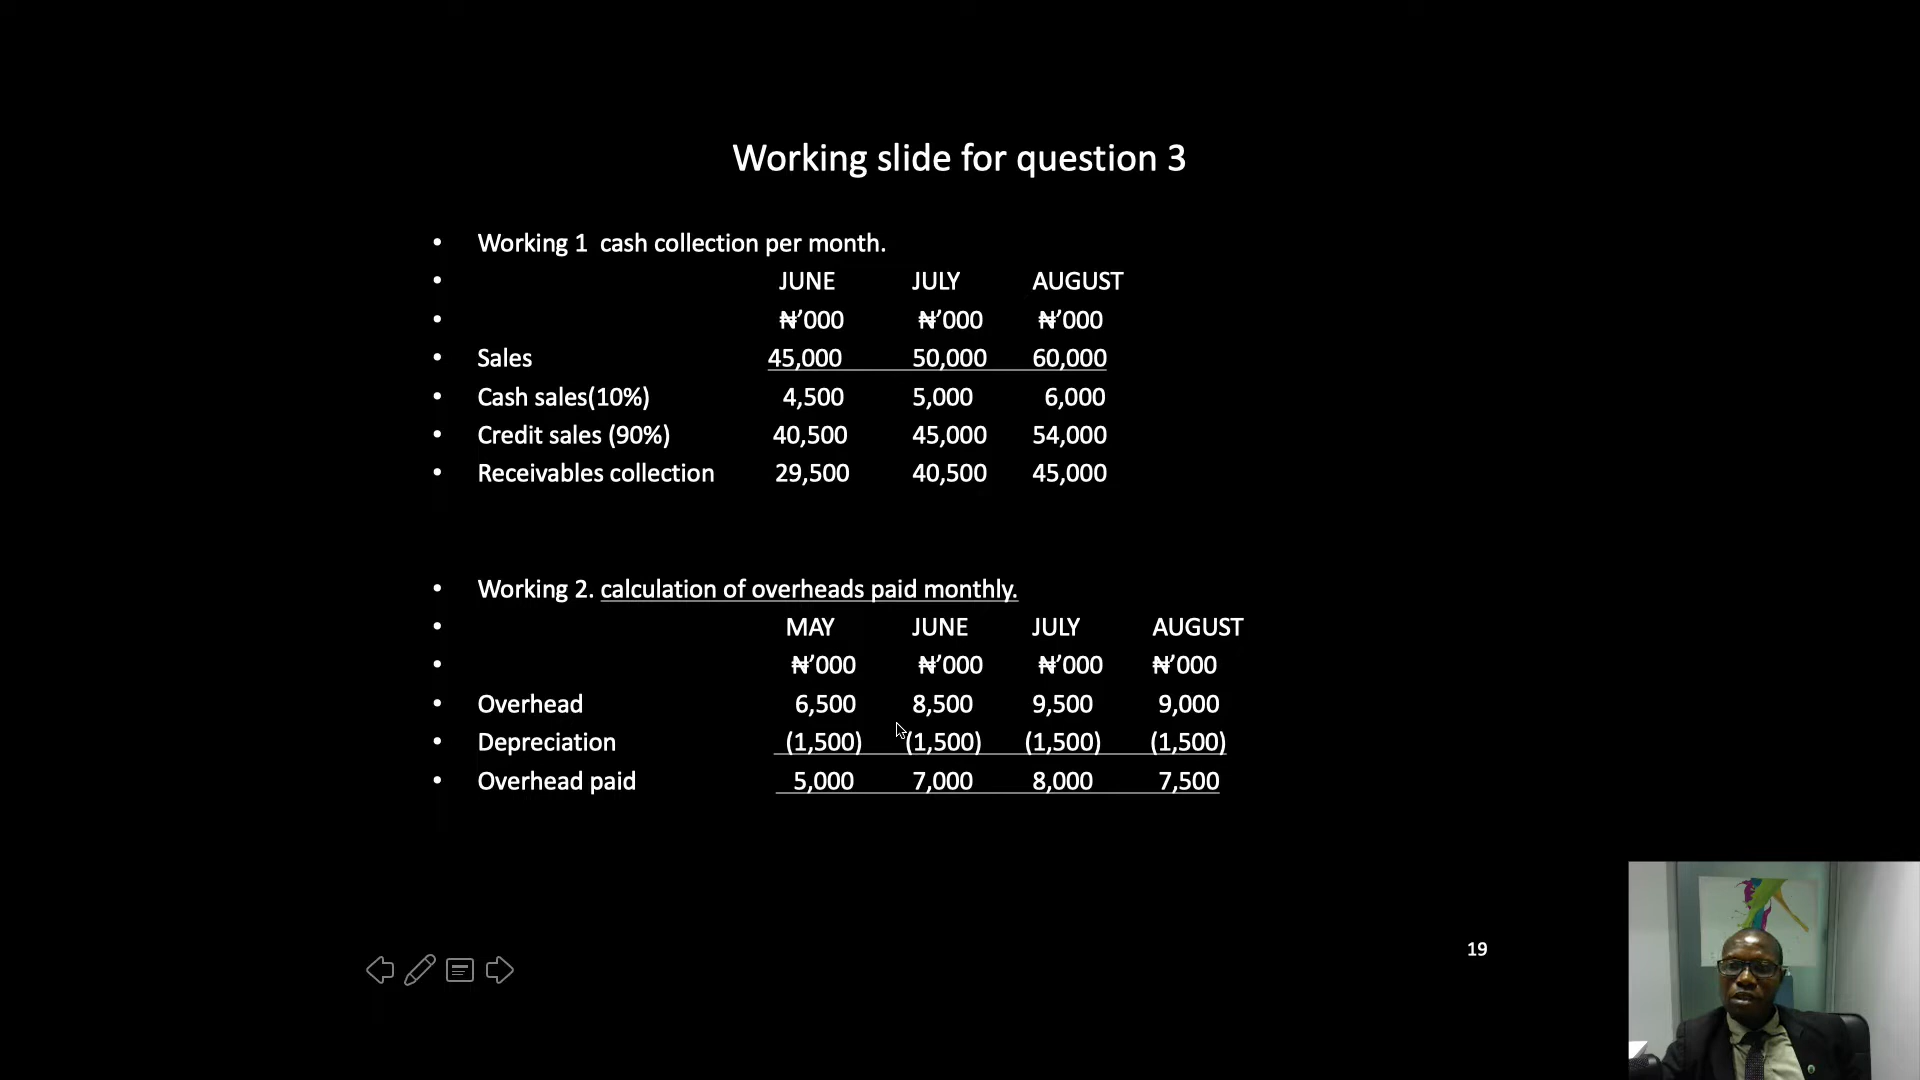 Working slide for question 3
• Working 1 cash collection per month.
• JUNE JULY AUGUST
• ₦’000 ₦’000 ₦’000
• Sales 45,000 50,000 60,000
• Cash sales(10%) 4,500 5,000 6,000
• Credit sales (90%) 40,500 45,000 54,000
• Receivables collection 29,500 40,500 45,000
• Working 2. calculation of overheads paid monthly.
• MAY JUNE JULY AUGUST
• ₦’000 ₦’000 ₦’000 ₦’000
• Overhead 6,500 8,500 9,500 9,000
• Depreciation (1,500) (1,500) (1,500) (1,500)
• Overhead paid 5,000 7,000 8,000 7,500
19